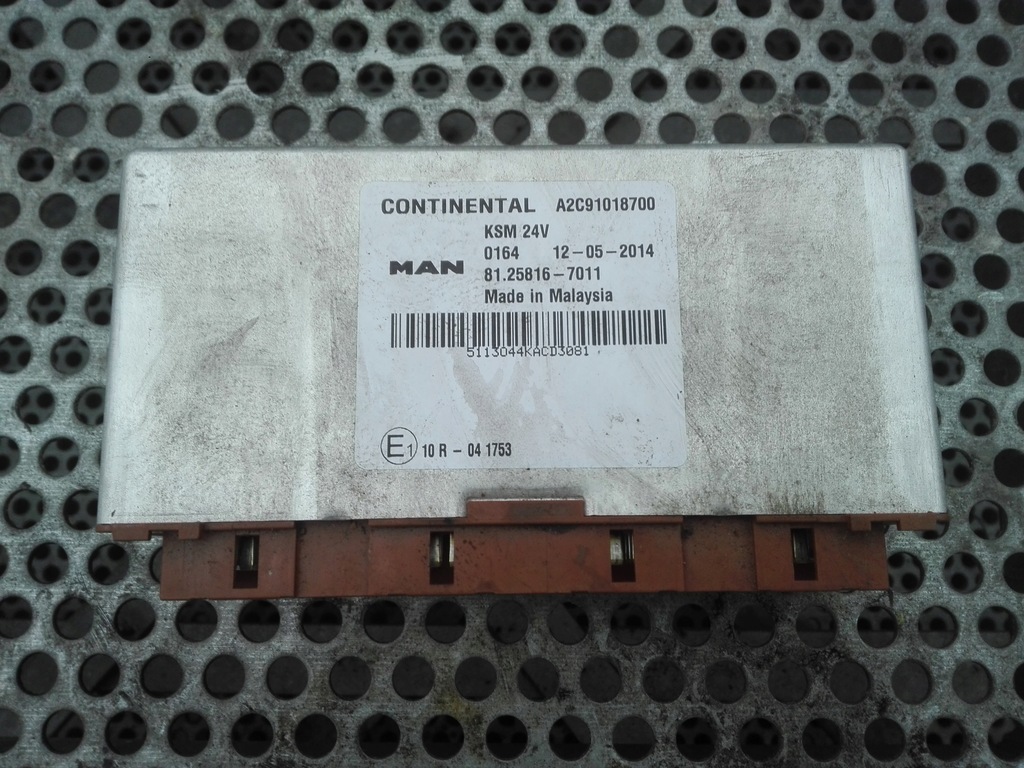 CONTINENTAL A2C91018700
KSM 24V
0164 12-05-2014
MAN 81.25816-7011
Made in Malaysia
5113044KACD3081
E1 10 R - 04 1753